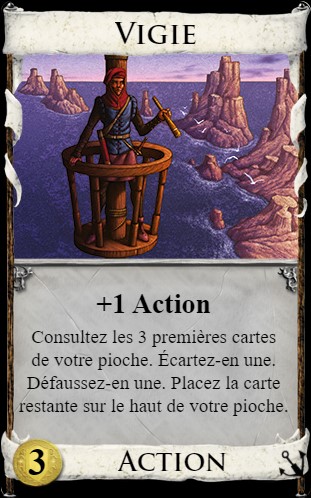 VIGIE
+1 Action
Consultez les 3 premières cartes
de votre pioche. Écartez-en une.
Défaussez-en une. Placez la carte
restante sur le haut de votre pioche.
3
ACTION